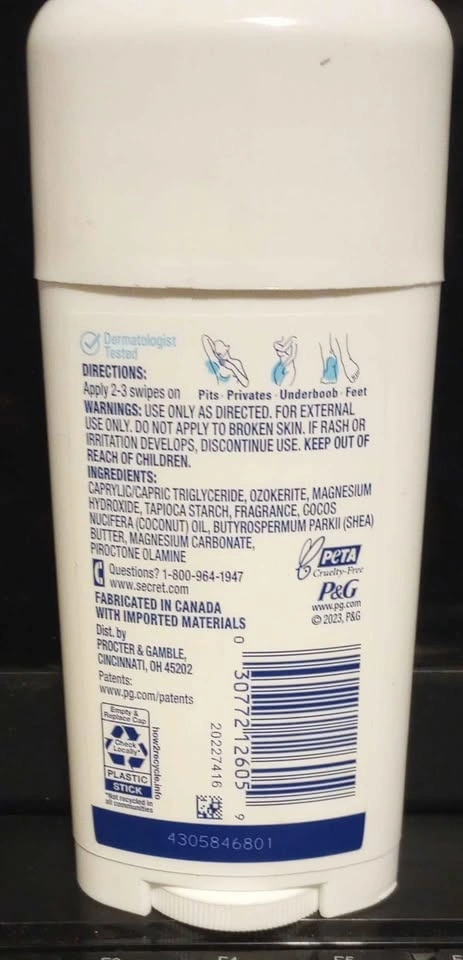 Dermatologist
Tested
DIRECTIONS:
Apply 2-3 swipes on
Pits · Privates · Underboob · Feet
WARNINGS: USE ONLY AS DIRECTED. FOR EXTERNAL
USE ONLY. DO NOT APPLY TO BROKEN SKIN. IF RASH OR
IRRITATION DEVELOPS, DISCONTINUE USE. KEEP OUT OF
REACH OF CHILDREN.
INGREDIENTS:
CAPRYLIC/CAPRIC TRIGLYCERIDE, OZOKERITE, MAGNESIUM
HYDROXIDE, TAPIOCA STARCH, FRAGRANCE, COCOS
NUCIFERA (COCONUT) OIL, BUTYROSPERMUM PARKII (SHEA)
BUTTER, MAGNESIUM CARBONATE,
PIROCTONE OLAMINE
Questions? 1-800-964-1947
www.secret.com
FABRICATED IN CANADA
WITH IMPORTED MATERIALS
Dist. by
PROCTER & GAMBLE,
CINCINNATI, OH 45202
Patents:
www.pg.com/patents
PETA
Cruelty-Free
P&G
www.pg.com
© 2023, P&G
Empty &
Replace Cap
Check
Locally*
PLASTIC
STICK
*Not recycled in
all communities
how2recycle.info
20227416
0 30772 12605 9
4305846801